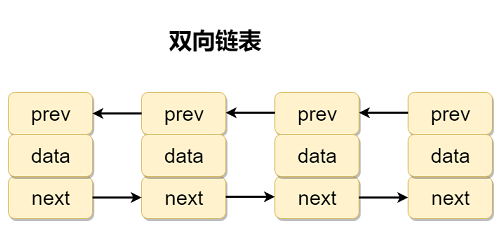 双向链表
prev prev prev prev
data data data data
next next next next